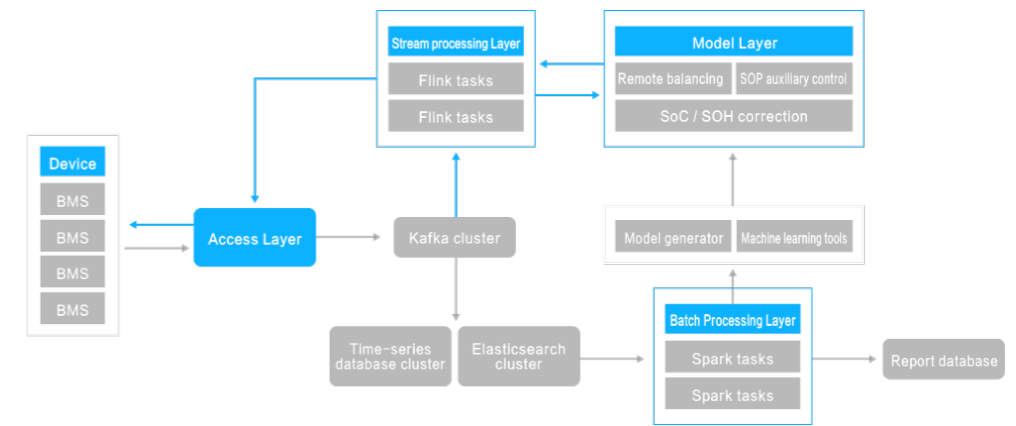 Stream processing Layer
Flink tasks
Flink tasks
Model Layer
Remote balancing
SOP auxiliary control
SoC / SOH correction
Device
BMS
BMS
BMS
BMS
Access Layer
Kafka cluster
Model generator
Machine learning tools
Time-series
database cluster
Elasticsearch
cluster
Batch Processing Layer
Spark tasks
Spark tasks
Report database